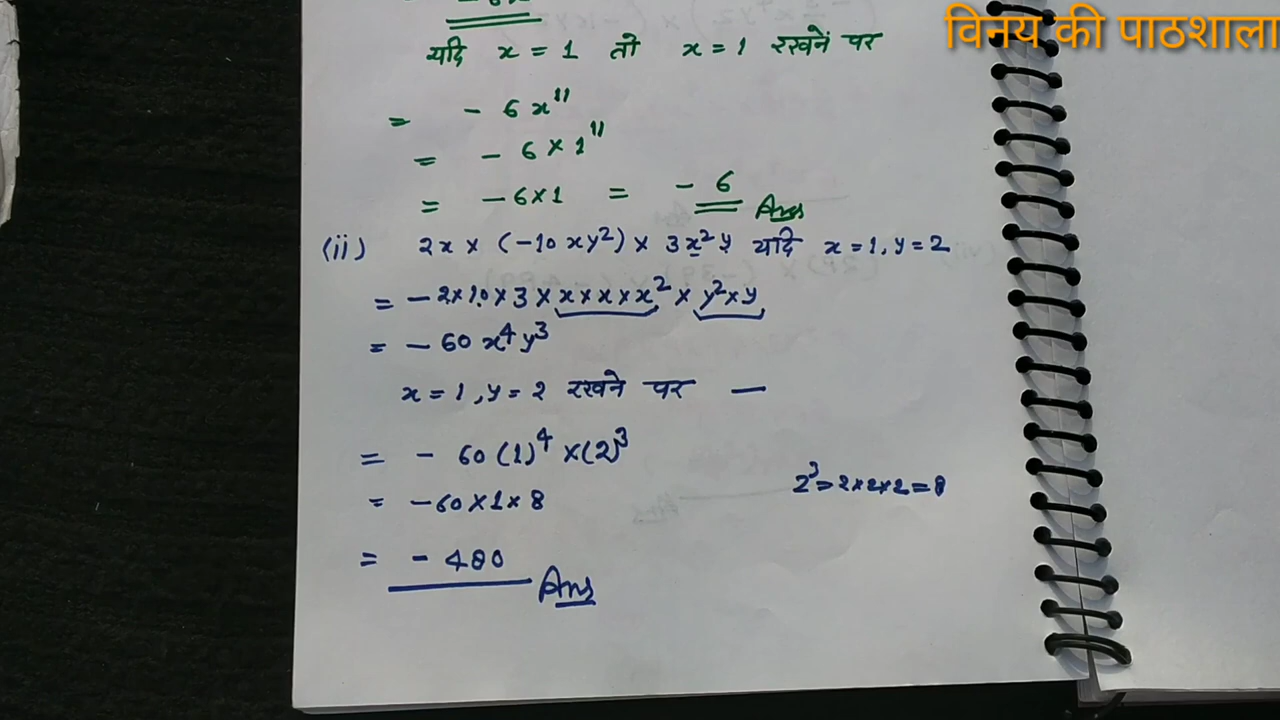 विनय की पाठशाला
यदि x = 1 तो x = 1 रखनें पर
= - 6 x¹¹
= - 6 × 1¹¹
= - 6×1 = - 6 Ans
(ii) 2x × (-10 xy²) × 3x²y यदि x = 1, y = 2
= - 2×10 × 3 × x × x × x² × y² × y
= - 60 x⁴ y³
x = 1, y = 2 रखने पर —
= - 60 (1)⁴ × (2)³
= - 60 × 1 × 8
2³ = 2×2×2 = 8
= - 480 Ans